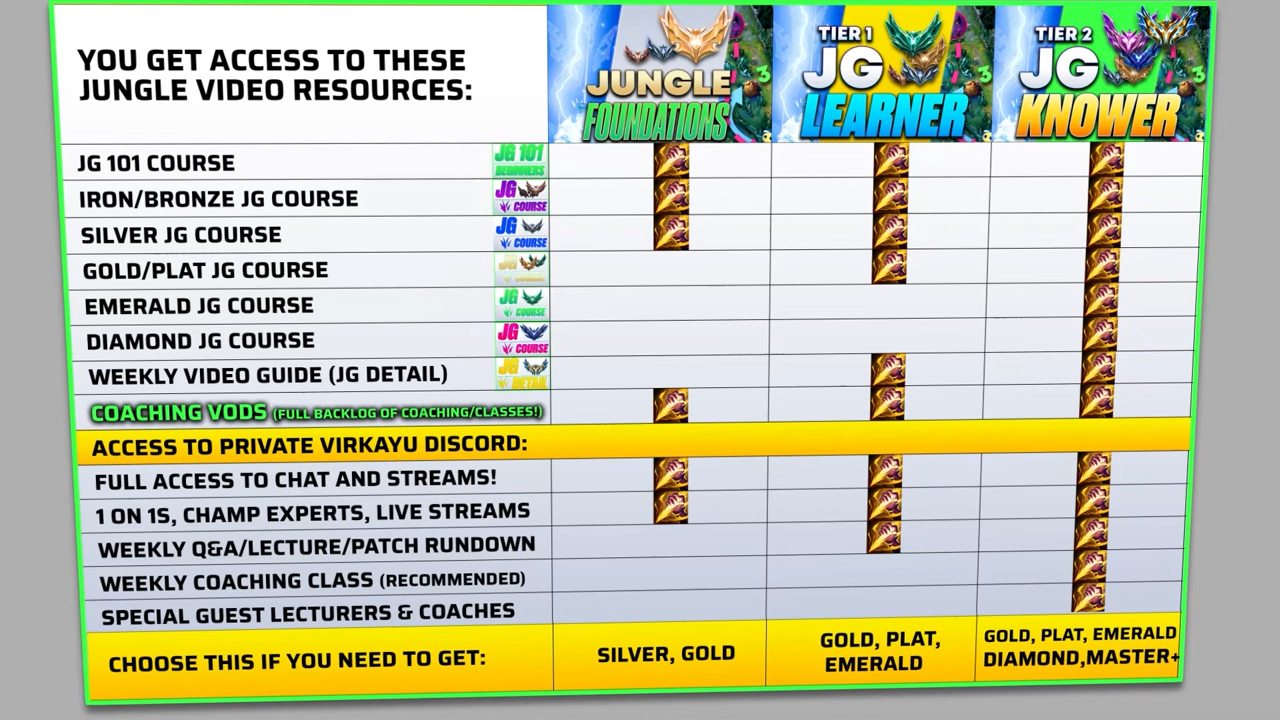 YOU GET ACCESS TO THESE
JUNGLE VIDEO RESOURCES:
JUNGLE
FOUNDATIONS
TIER 1
JG
LEARNER
TIER 2
JG
KNOWER
JG 101 COURSE
JG 101
BEGINNERS
IRON/BRONZE JG COURSE
JG
COURSE
SILVER JG COURSE
JG
COURSE
GOLD/PLAT JG COURSE
JG
EMERALD JG COURSE
JG
COURSE
DIAMOND JG COURSE
JG
COURSE
WEEKLY VIDEO GUIDE (JG DETAIL)
JG
DETAIL
COACHING VODS (FULL BACKLOG OF COACHING/CLASSES!)
ACCESS TO PRIVATE VIRKAYU DISCORD:
FULL ACCESS TO CHAT AND STREAMS!
1 ON 1S, CHAMP EXPERTS, LIVE STREAMS
WEEKLY Q&A/LECTURE/PATCH RUNDOWN
WEEKLY COACHING CLASS (RECOMMENDED)
SPECIAL GUEST LECTURERS & COACHES
CHOOSE THIS IF YOU NEED TO GET:
SILVER, GOLD
GOLD, PLAT,
EMERALD
GOLD, PLAT, EMERALD
DIAMOND,MASTER+